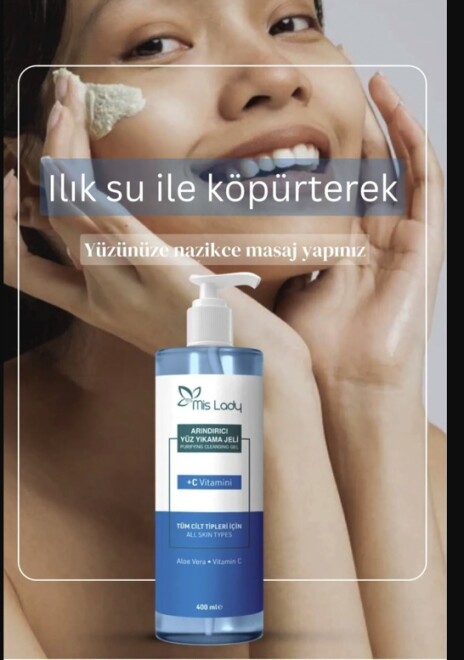 Ilık su ile köpürterek
Yüzünüze nazikce masaj yapınız
Mis Lady
ARINDIRICI
YÜZ YIKAMA JELİ
PURIFYING CLEANSING GEL
+C Vitamini
TÜM CİLT TİPLERİ İÇİN
ALL SKIN TYPES
Aloe Vera • Vitamin C
400 ml ℮